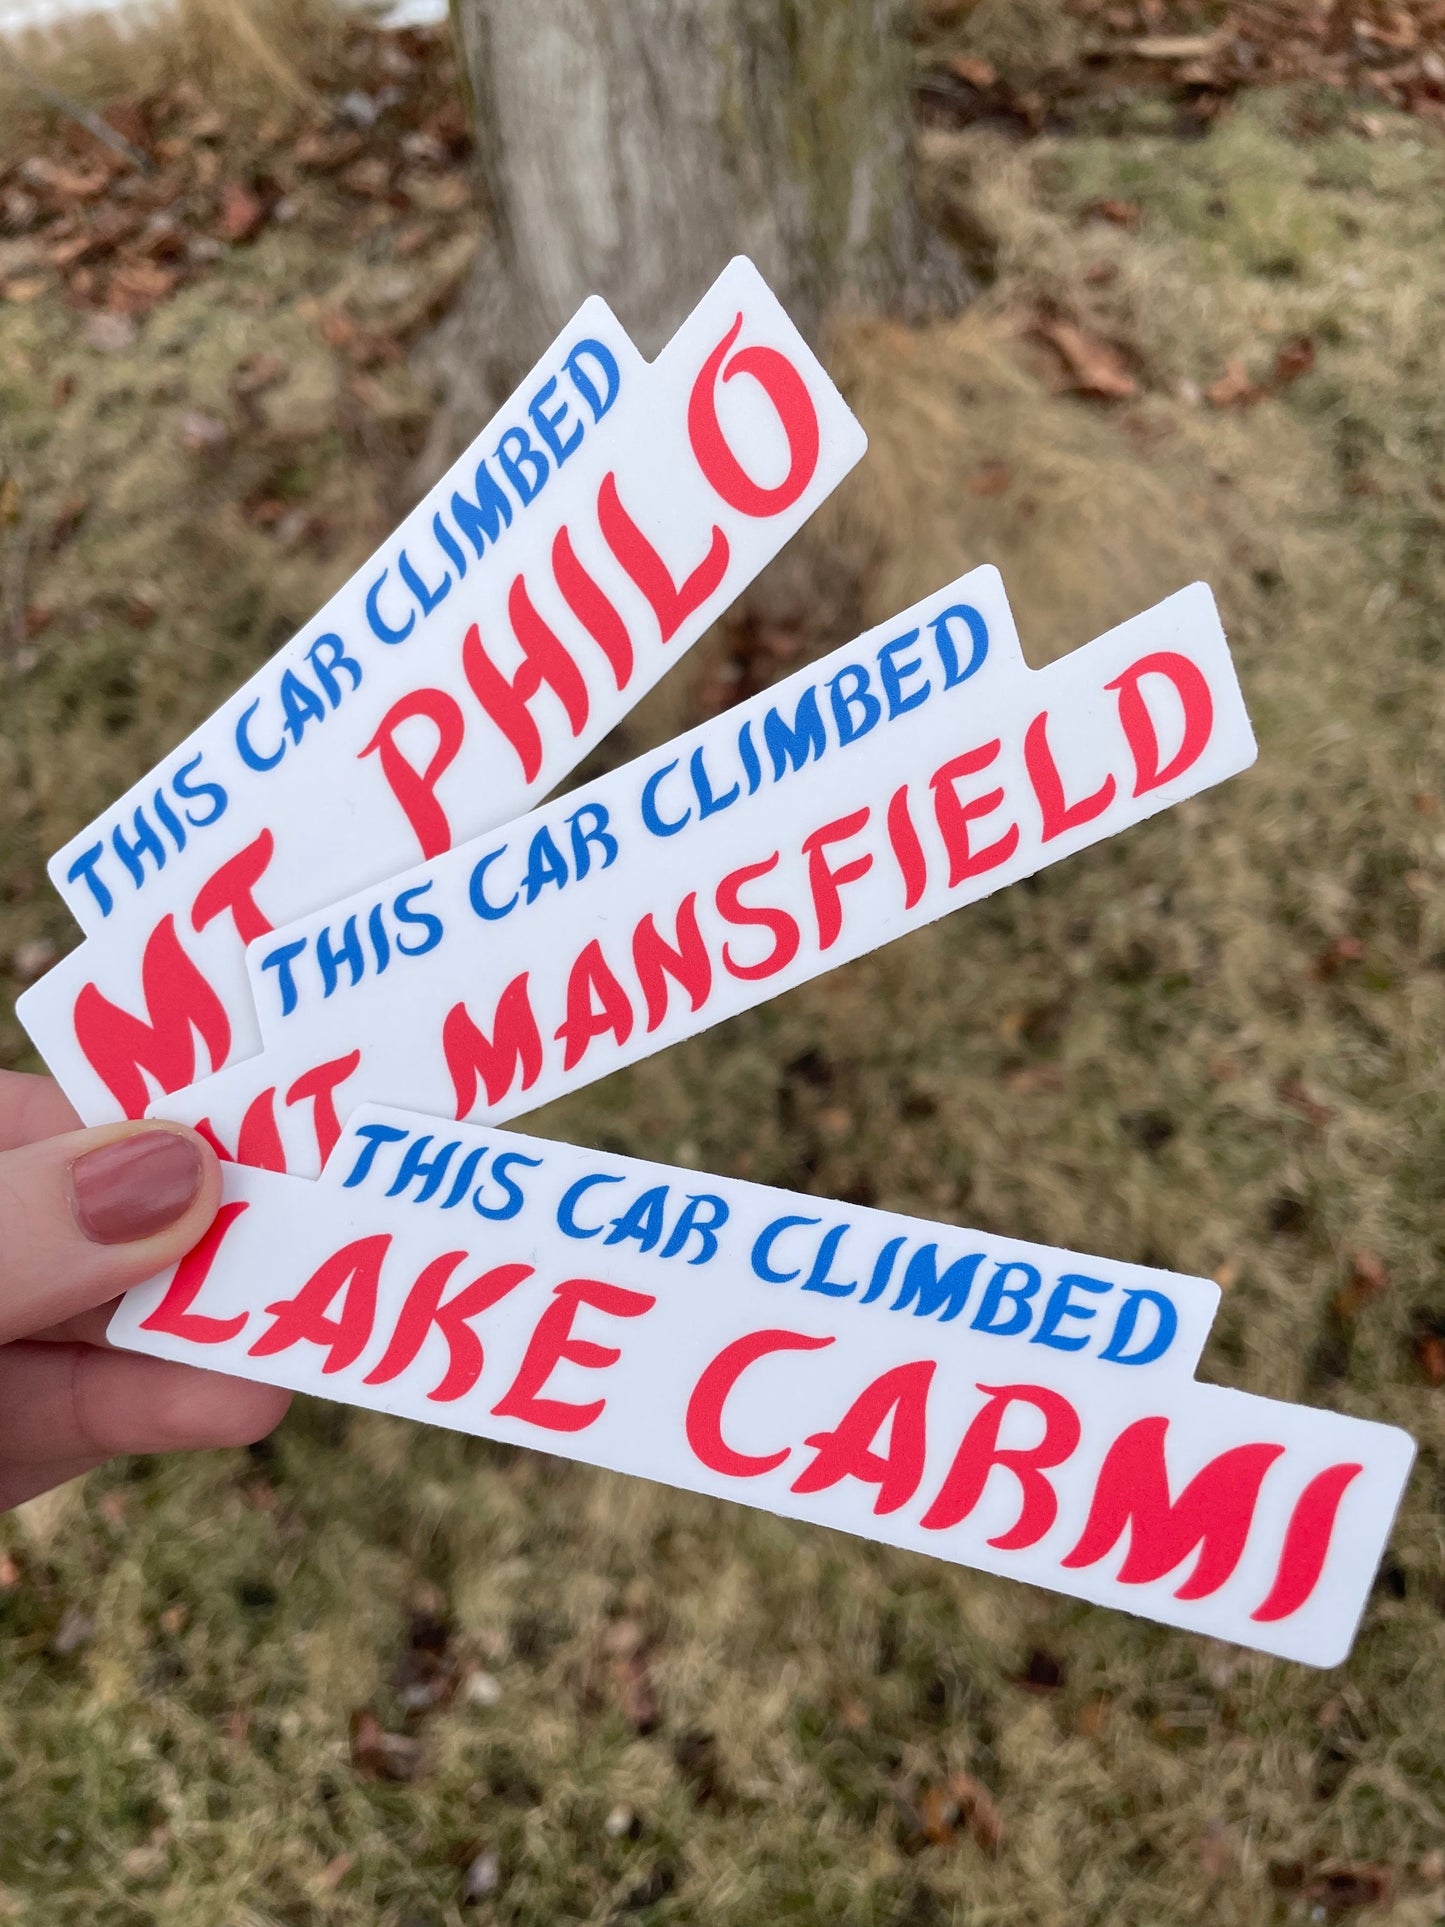 THIS CAR CLIMBED
MT PHILO
THIS CAR CLIMBED
MT MANSFIELD
THIS CAR CLIMBED
LAKE CARMI